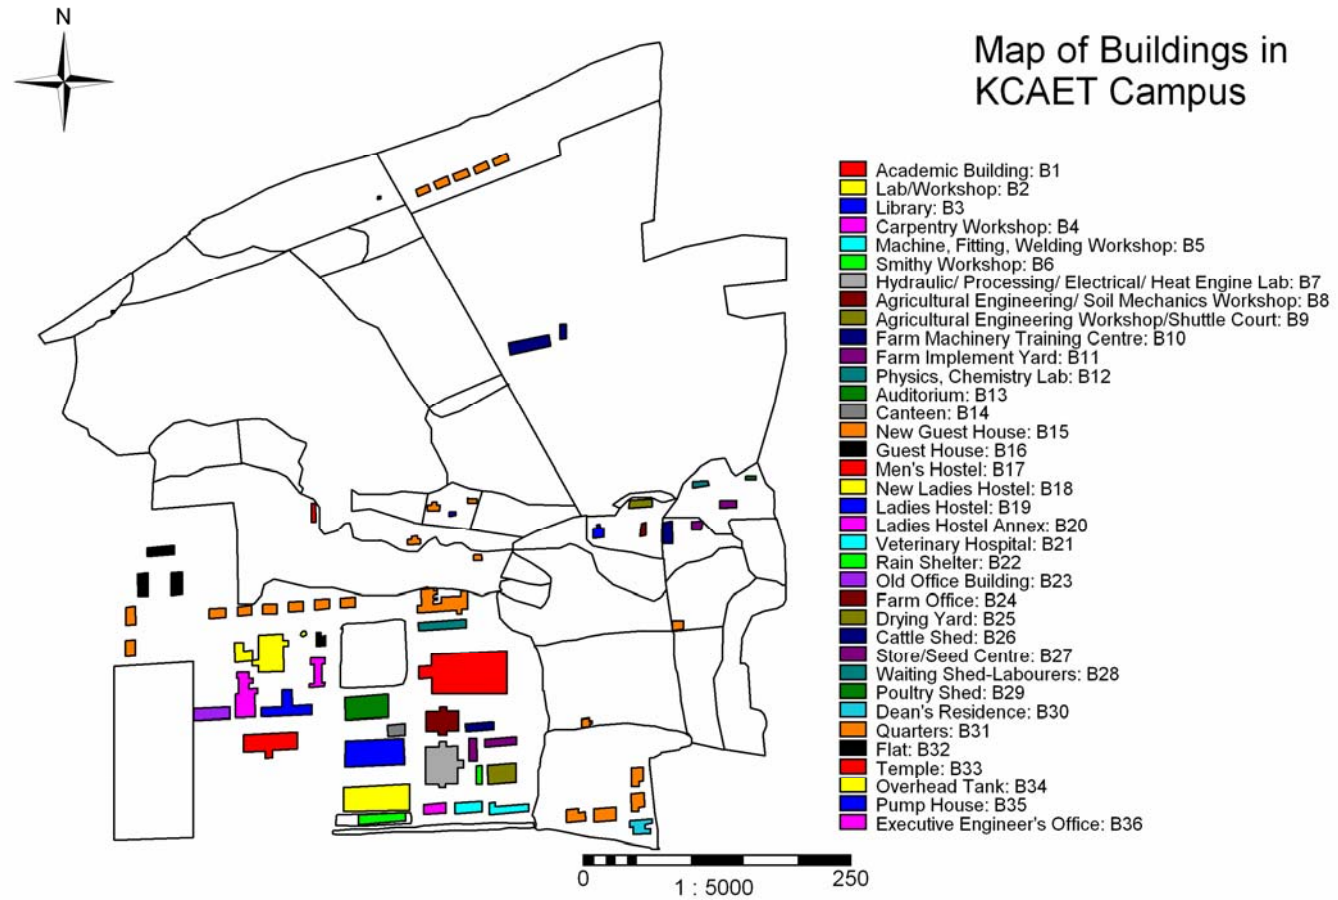 N
Map of Buildings in
KCAET Campus
Academic Building: B1
Lab/Workshop: B2
Library: B3
Carpentry Workshop: B4
Machine, Fitting, Welding Workshop: B5
Smithy Workshop: B6
Hydraulic/ Processing/ Electrical/ Heat Engine Lab: B7
Agricultural Engineering/ Soil Mechanics Workshop: B8
Agricultural Engineering Workshop/Shuttle Court: B9
Farm Machinery Training Centre: B10
Farm Implement Yard: B11
Physics, Chemistry Lab: B12
Auditorium: B13
Canteen: B14
New Guest House: B15
Guest House: B16
Men's Hostel: B17
New Ladies Hostel: B18
Ladies Hostel: B19
Ladies Hostel Annex: B20
Veterinary Hospital: B21
Rain Shelter: B22
Old Office Building: B23
Farm Office: B24
Drying Yard: B25
Cattle Shed: B26
Store/Seed Centre: B27
Waiting Shed-Labourers: B28
Poultry Shed: B29
Dean's Residence: B30
Quarters: B31
Flat: B32
Temple: B33
Overhead Tank: B34
Pump House: B35
Executive Engineer's Office: B36
0 250
1 : 5000